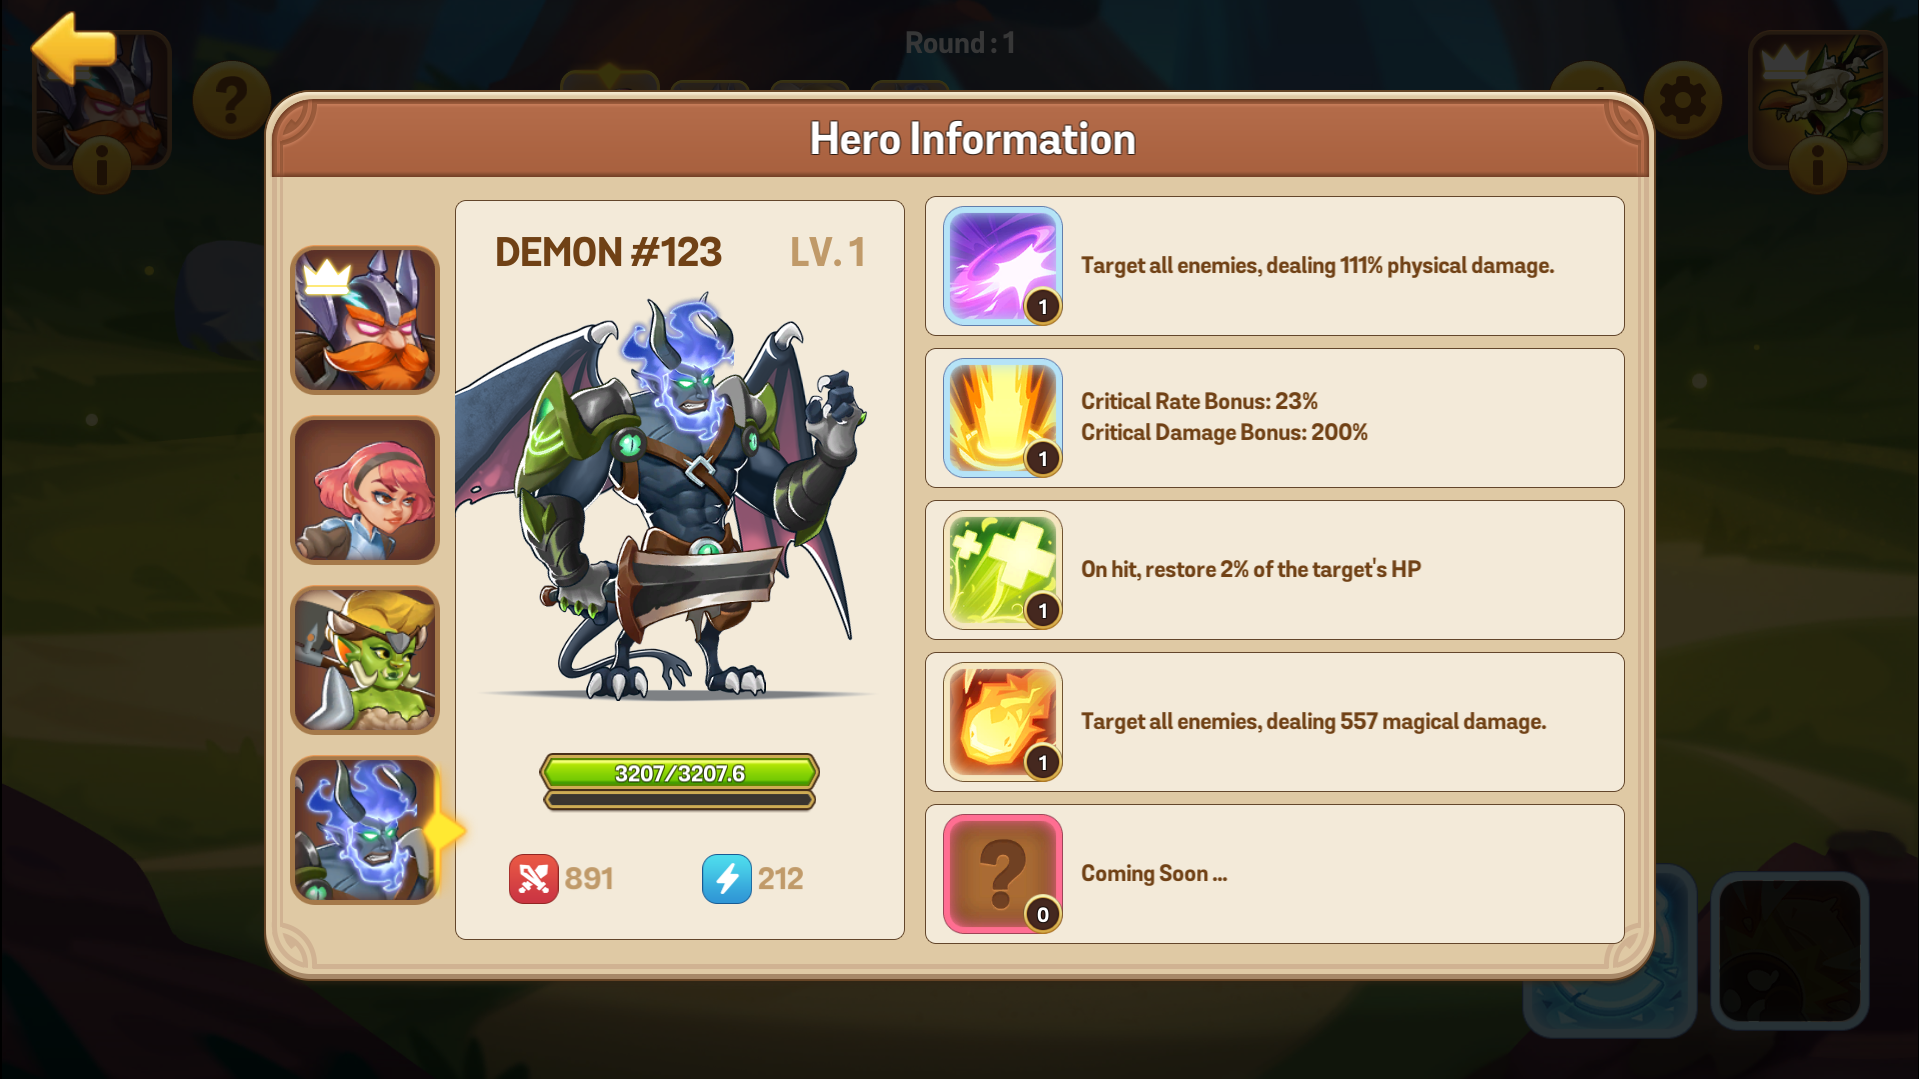 Round : 1
?
i
i
Hero Information
DEMON #123
LV. 1
3207/3207.6
891
212
1
Target all enemies, dealing 111% physical damage.
1
Critical Rate Bonus: 23%
Critical Damage Bonus: 200%
1
On hit, restore 2% of the target's HP
1
Target all enemies, dealing 557 magical damage.
?
0
Coming Soon ...